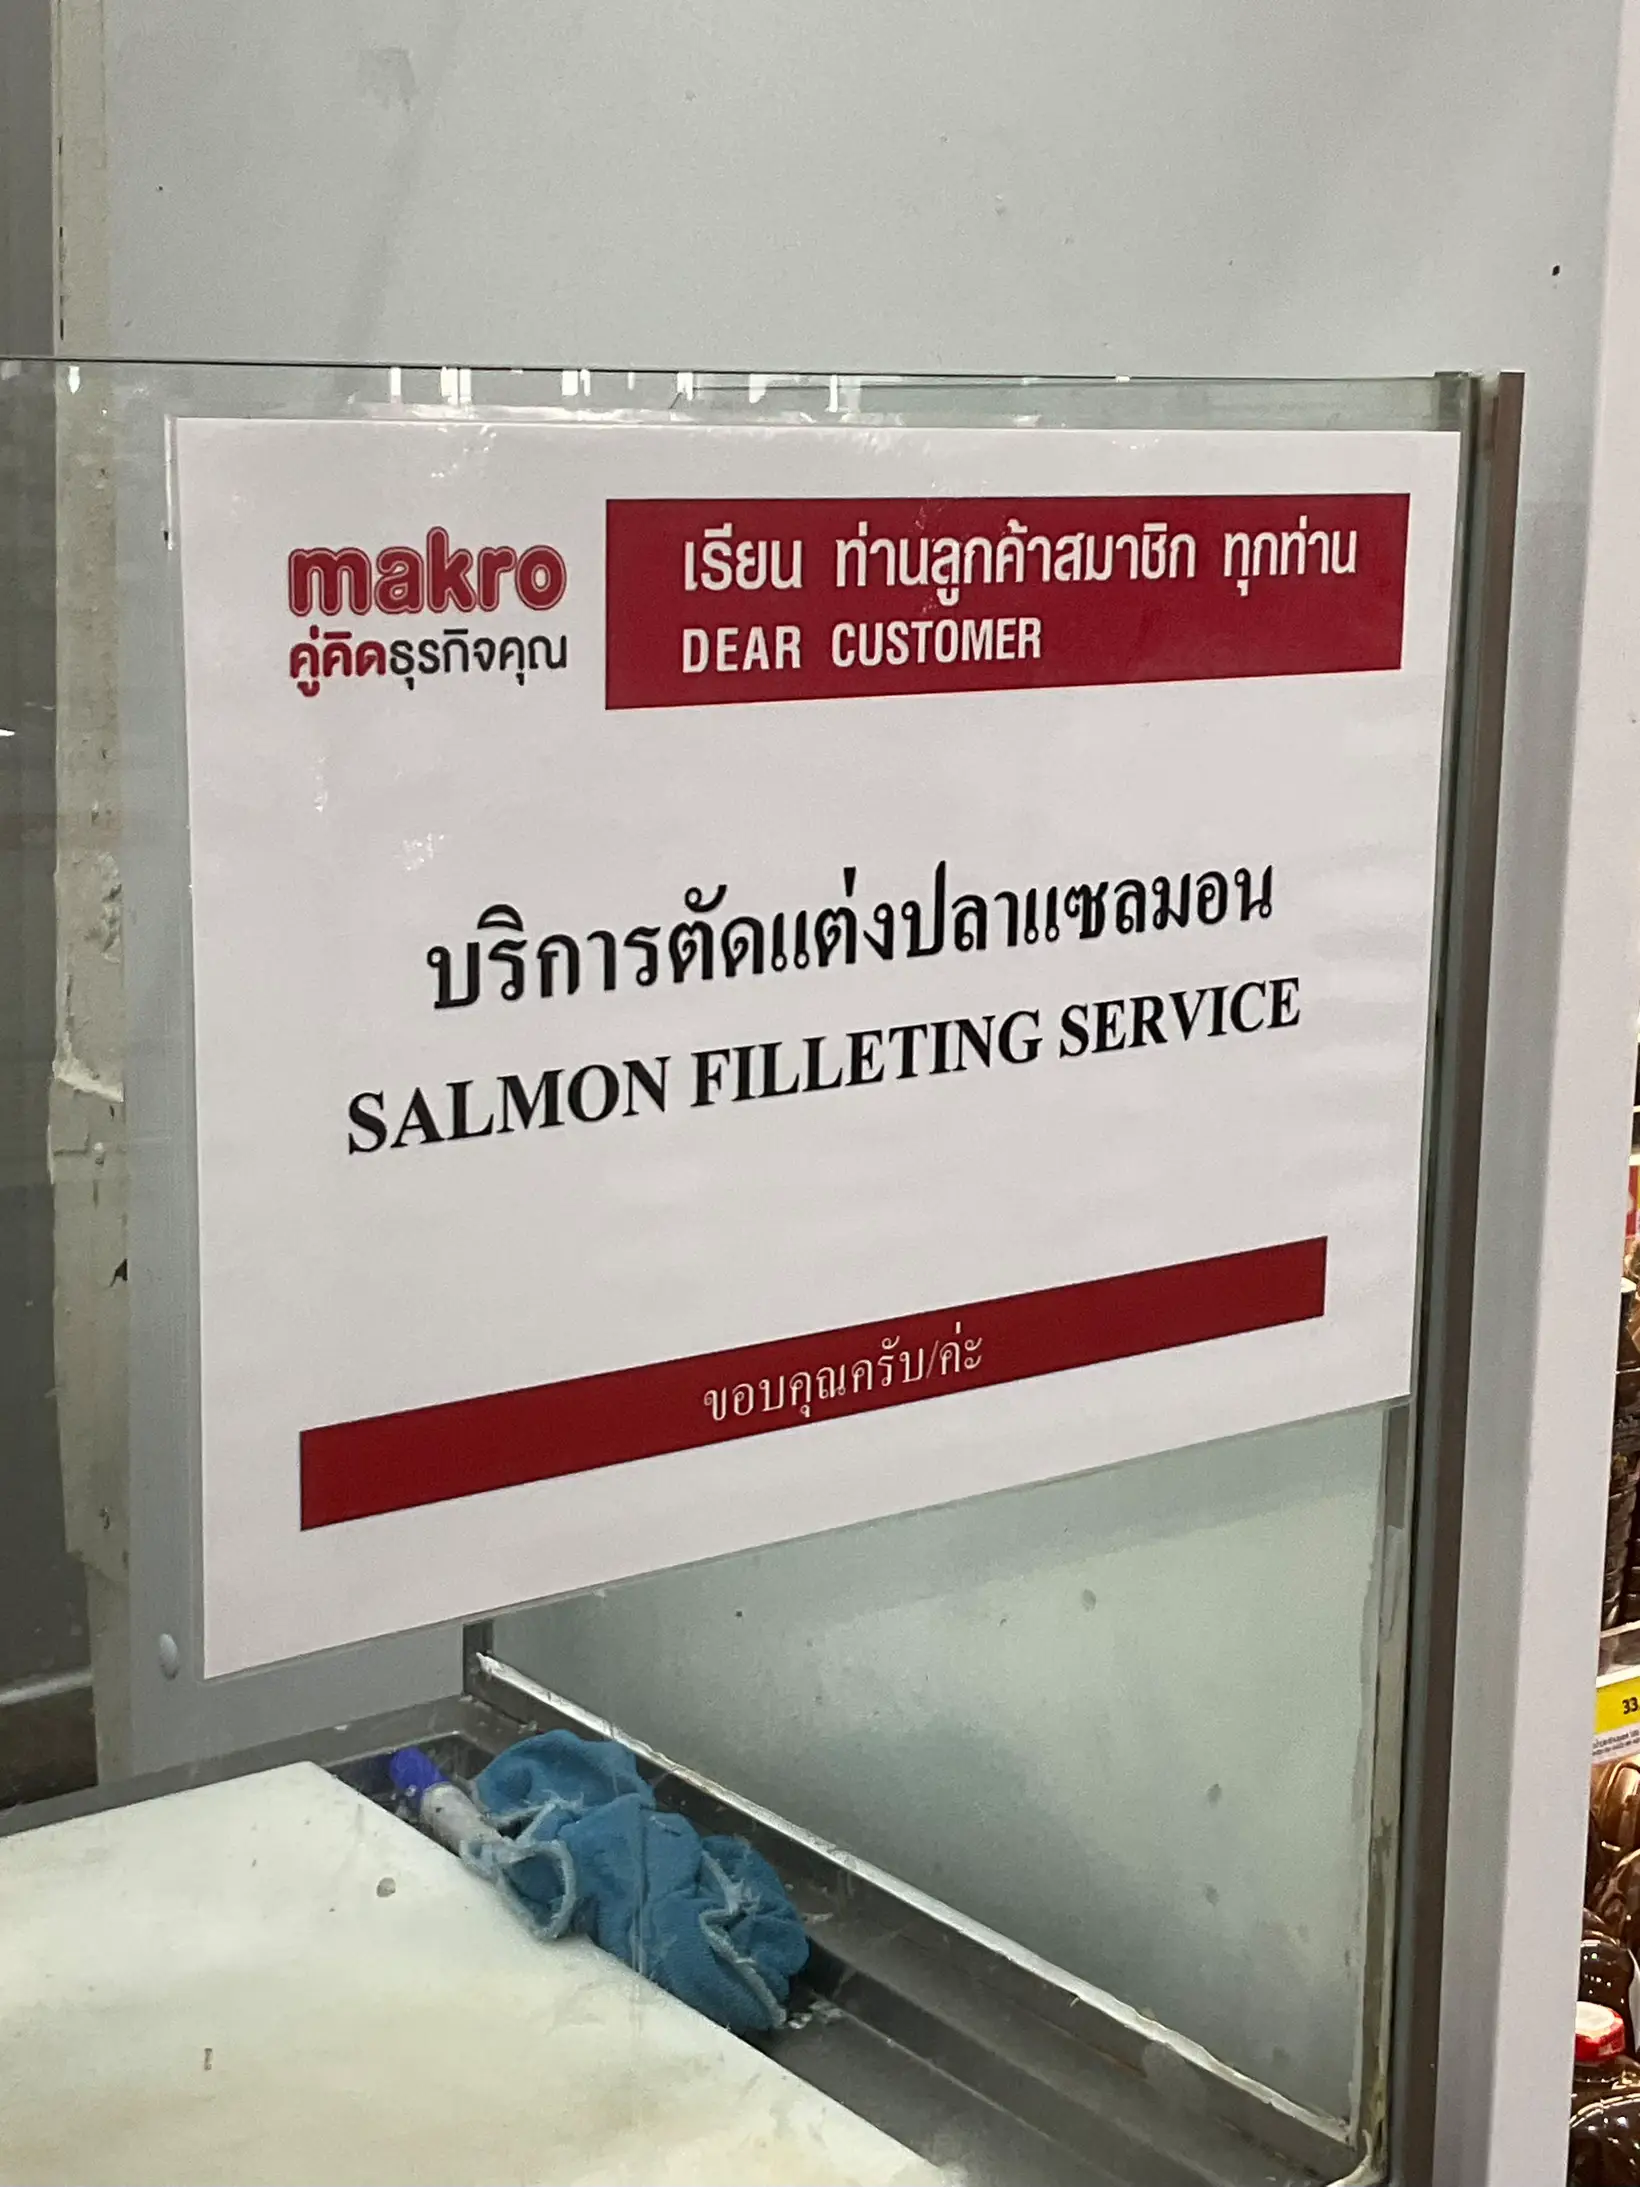 makro
คู่คิดธุรกิจคุณ
เรียน ท่านลูกค้าสมาชิก ทุกท่าน
DEAR CUSTOMER
บริการตัดแต่งปลาแซลมอน
SALMON FILLETING SERVICE
ขอบคุณครับ/ค่ะ
33